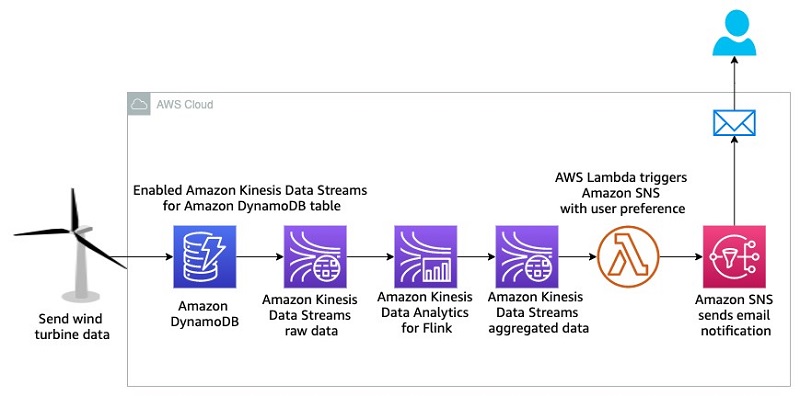 AWS Cloud
Enabled Amazon Kinesis Data Streams
for Amazon DynamoDB table
AWS Lambda triggers
Amazon SNS
with user preference
Send wind
turbine data
Amazon
DynamoDB
Amazon Kinesis
Data Streams
raw data
Amazon Kinesis
Data Analytics
for Flink
Amazon Kinesis
Data Streams
aggregated data
Amazon SNS
sends email
notification